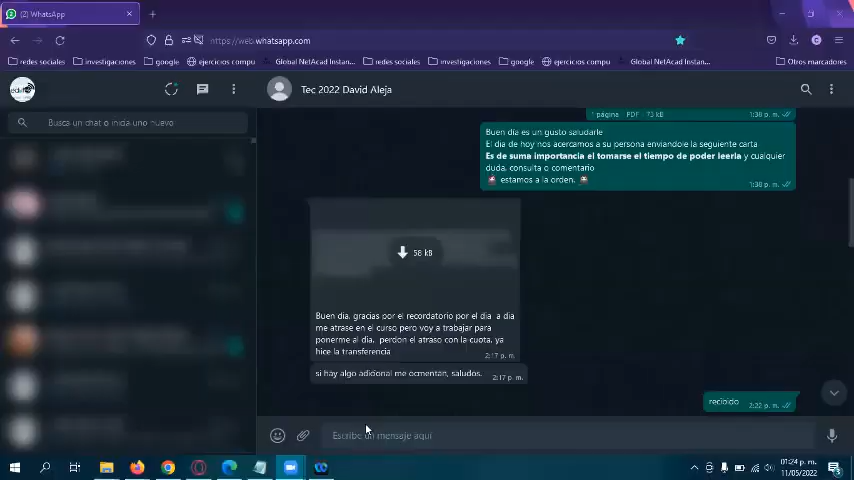 (2) WhatsApp
https://web.whatsapp.com
redes sociales
investigaciones
google
ejercicios compu
Global NetAcad Instan...
redes sociales
investigaciones
google
ejercicios compu
Global NetAcad Instan...
Otros marcadores
Tec 2022 David Aleja
Busca un chat o inicia uno nuevo
1 página PDF 73 kB
1:38 p. m.
Buen día es un gusto saludarle
El día de hoy nos acercamos a su persona enviandole la seguiente carta
Es de suma importancia el tomarse el tiempo de poder leerla y cualquier
duda, consulta o comentario
estamos a la orden.
1:38 p. m.
58 kB
Buen dia, gracias por el recordatorio por el dia a dia
me atrase en el curso pero voy a trabajar para
ponerme al dia, perdon el atraso con la cuota, ya
hice la transferencia
2:17 p. m.
si hay algo adicional me ocmentan, saludos.
2:17 p. m.
recibido
2:22 p. m.
Escribe un mensaje aquí
01:24 p. m.
11/05/2022